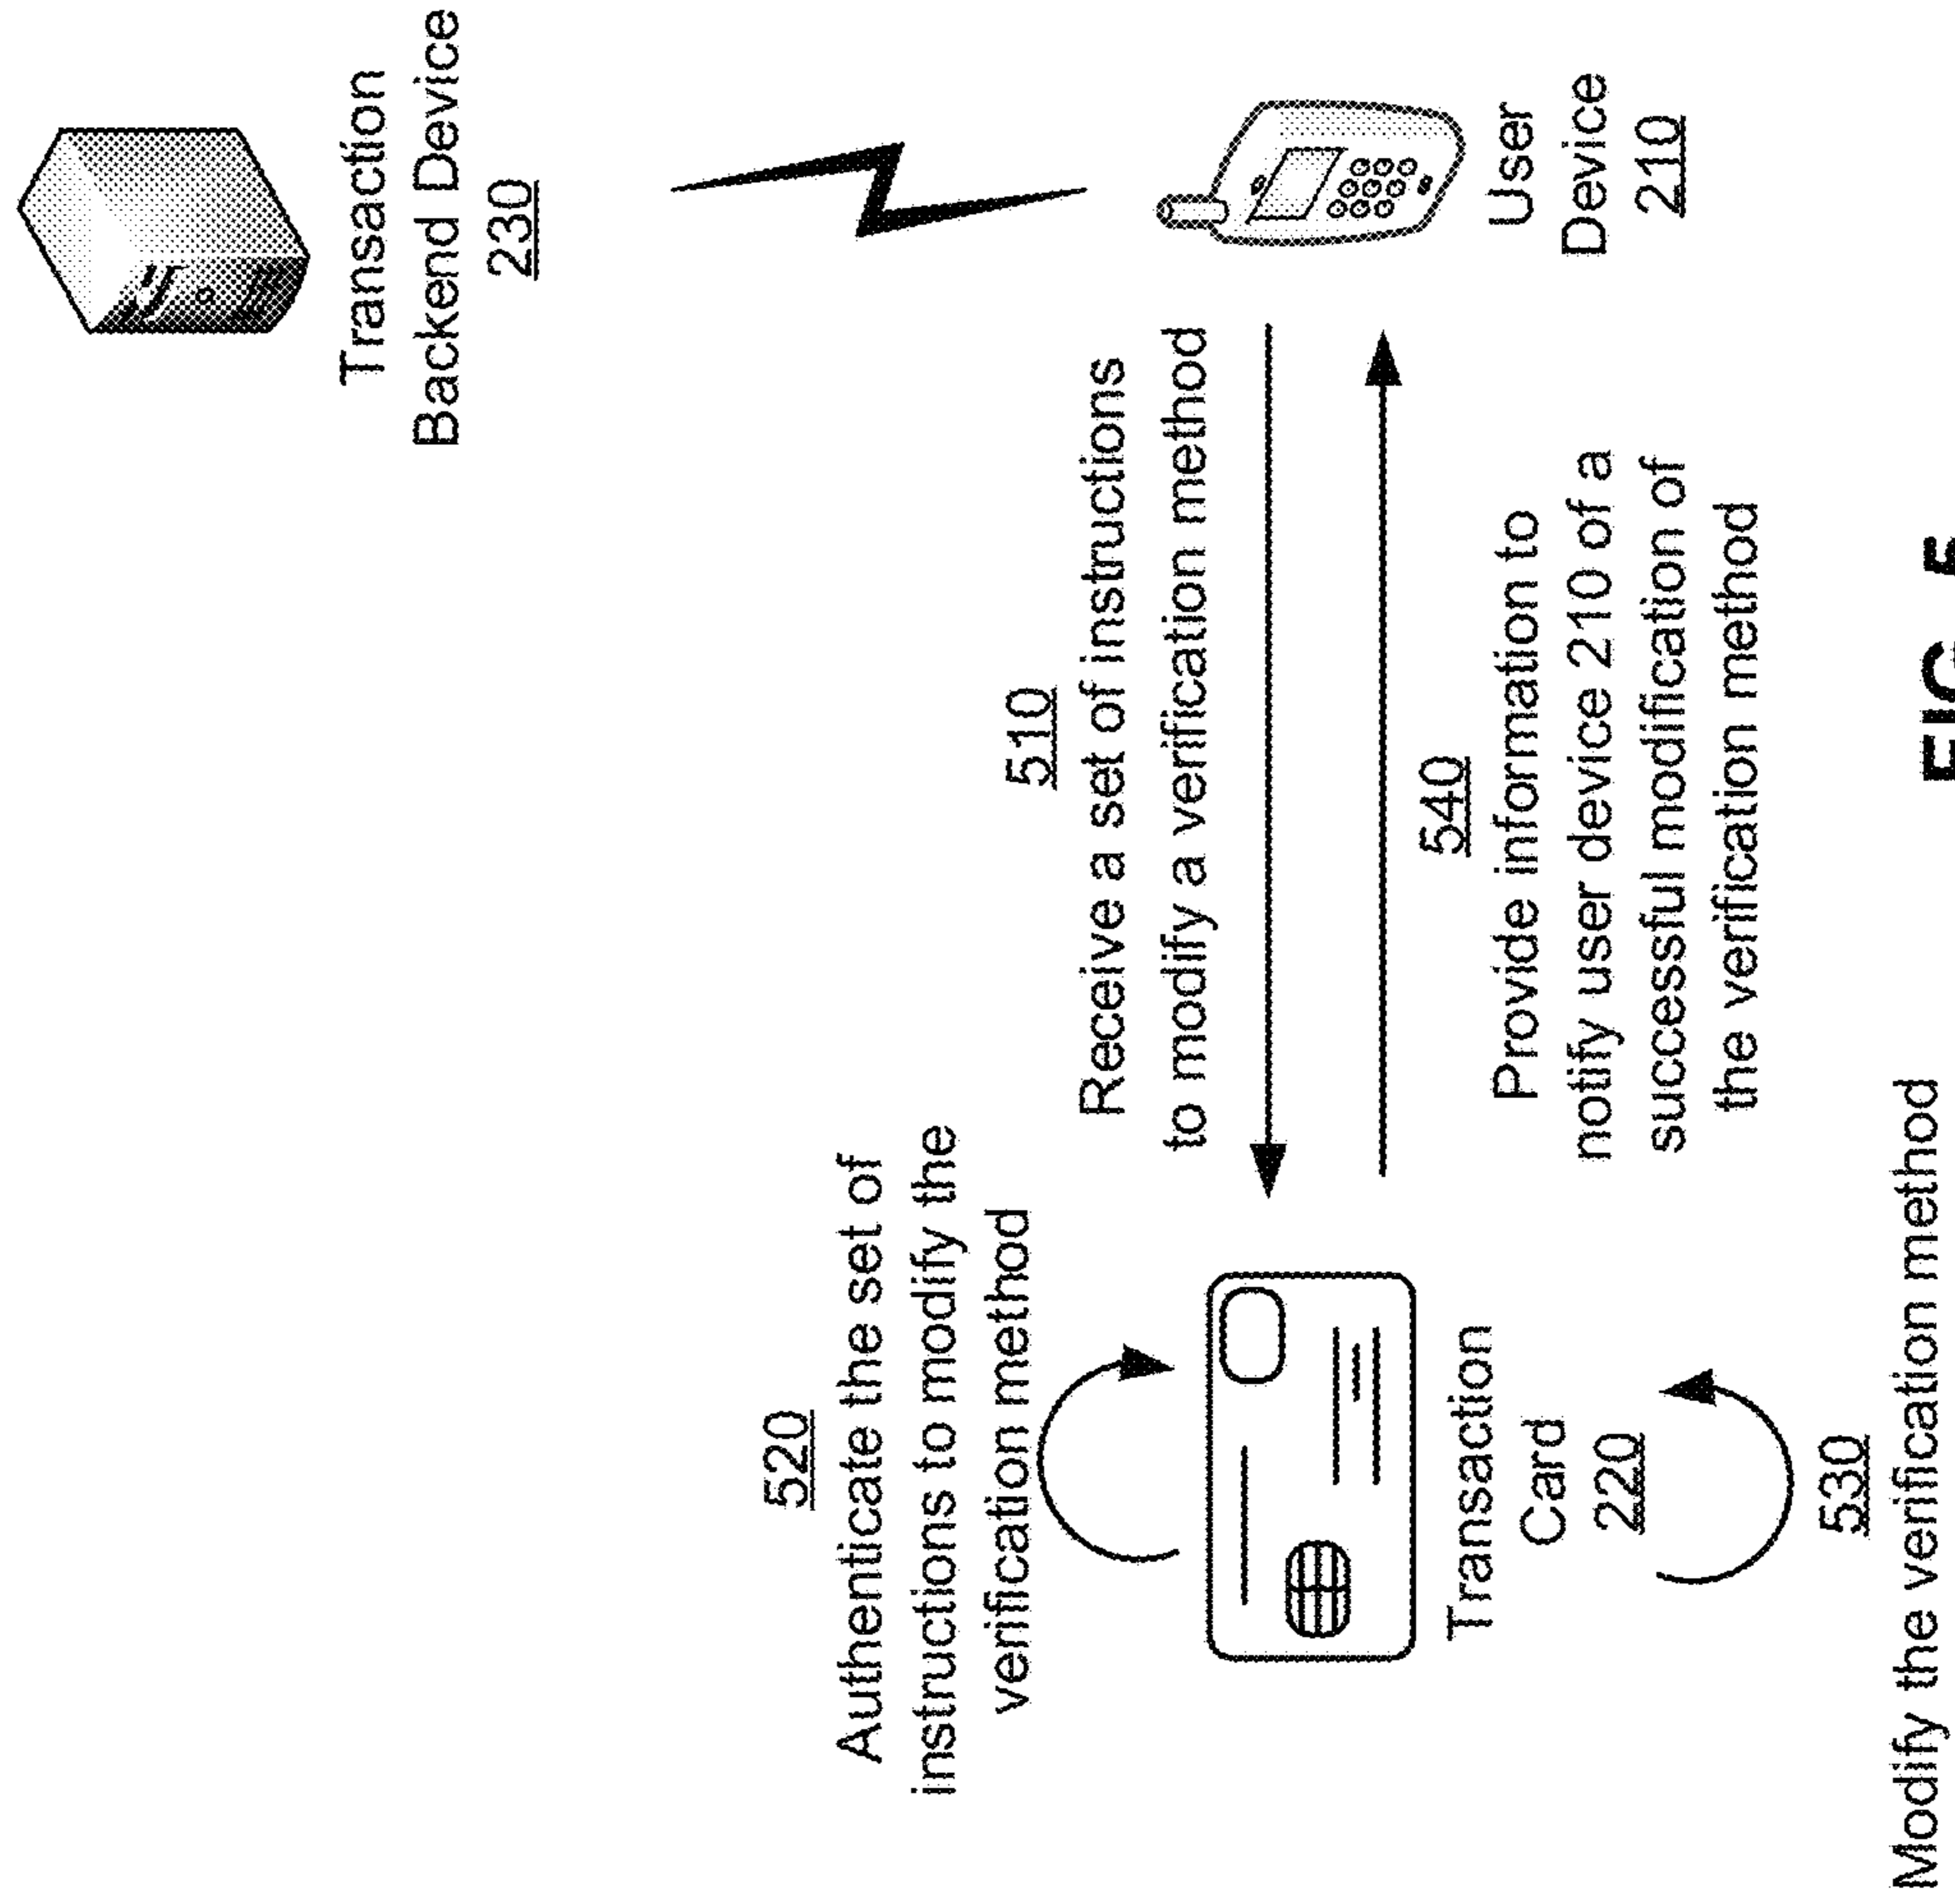 Transaction
Backend Device
230
520
Authenticate the set of
instructions to modify the
verification method
510
Receive a set of instructions
to modify a verification method
Transaction
Card
220
User
Device
210
540
Provide information to
notify user device 210 of a
successful modification of
the verification method
530
Modify the verification method
FIG. 5